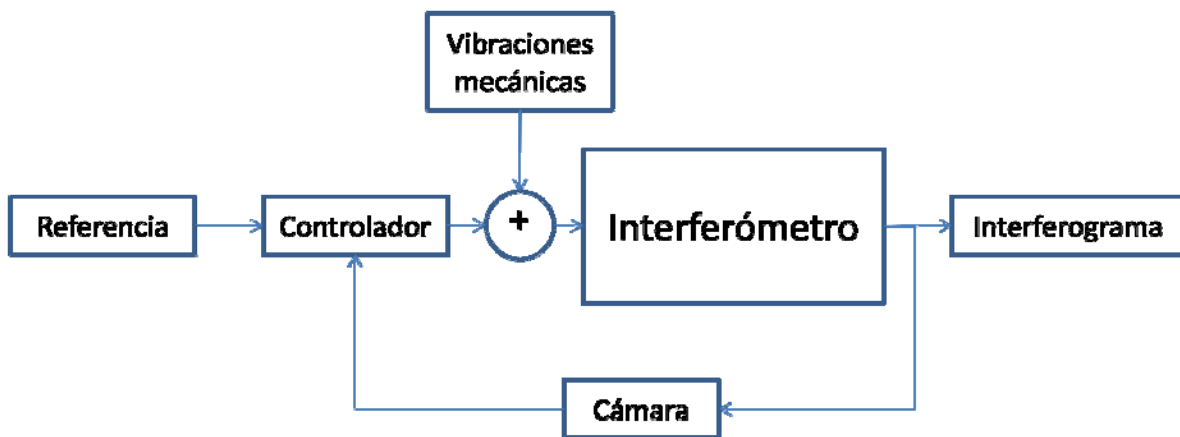 Vibraciones
mecánicas
Referencia
Controlador
+
Interferómetro
Interferograma
Cámara